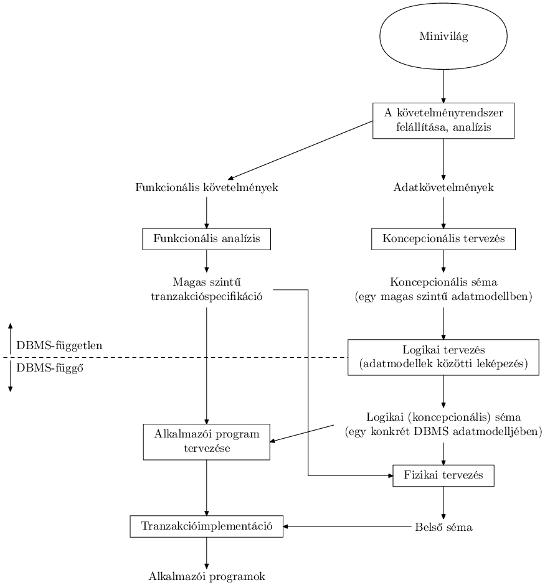 Minivilág
A követelményrendszer
felállítása, analízis
Funkcionális követelmények
Adatkövetelmények
Funkcionális analízis
Koncepcionális tervezés
Magas szintű
tranzakcióspecifikáció
Koncepcionális séma
(egy magas szintű adatmodellben)
DBMS-független
DBMS-függő
Logikai tervezés
(adatmodellek közötti leképezés)
Logikai (koncepcionális) séma
(egy konkrét DBMS adatmodelljében)
Alkalmazói program
tervezése
Fizikai tervezés
Tranzakcióimplementáció
Belső séma
Alkalmazói programok